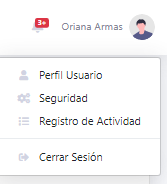 3+
Oriana Armas
Perfil Usuario
Seguridad
Registro de Actividad
Cerrar Sesión